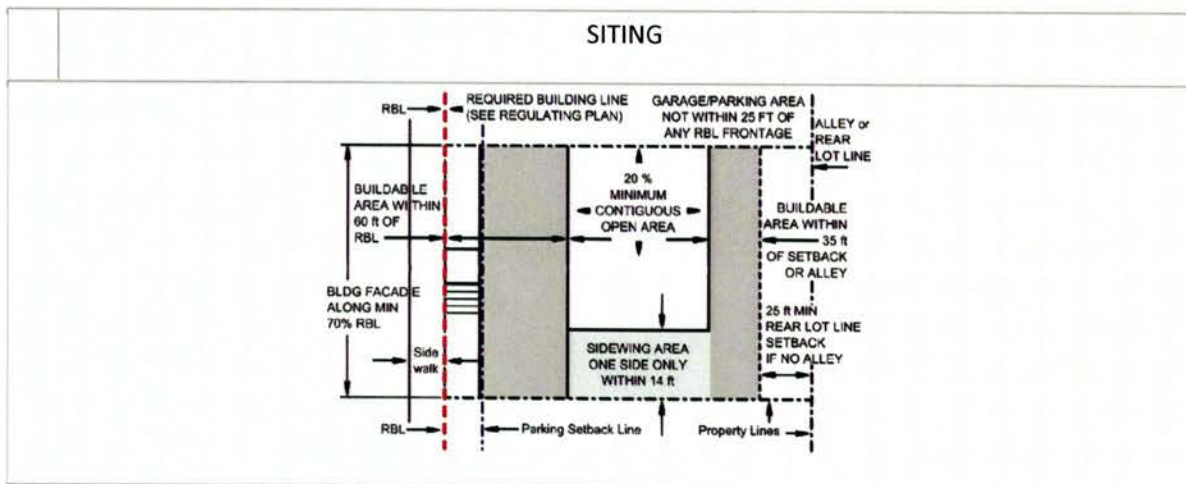 SITING
RBL
REQUIRED BUILDING LINE
(SEE REGULATING PLAN)
GARAGE/PARKING AREA
NOT WITHIN 25 FT OF
ANY RBL FRONTAGE
ALLEY or
REAR
LOT LINE
BUILDABLE
AREA WITHIN
60 ft OF
RBL
20 %
MINIMUM
CONTIGUOUS
OPEN AREA
BUILDABLE
AREA WITHIN
35 ft
OF SETBACK
OR ALLEY
BLDG FACADE
ALONG MIN
70% RBL
25 ft MIN
REAR LOT LINE
SETBACK
IF NO ALLEY
Side
walk
SIDEWING AREA
ONE SIDE ONLY
WITHIN 14 ft
RBL
Parking Setback Line
Property Lines